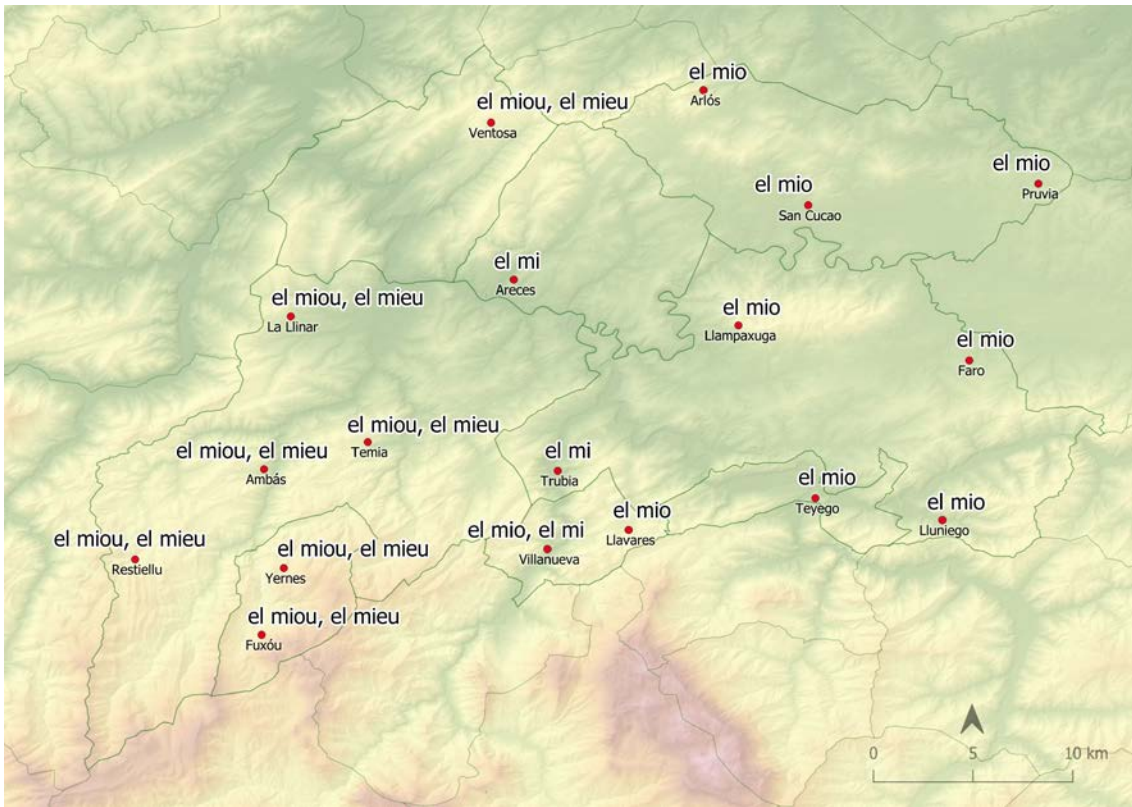 el mio
Arlós
el miou, el mieu
Ventosa
el mio
Pruvia
el mio
San Cucao
el mi
Areces
el miou, el mieu
La Llinar
el mio
Llampaxuga
el mio
Faro
el miou, el mieu
Temia
el miou, el mieu
Ambás
el mi
Trubia
el mio
Teyego
el mio
Lluniego
el mio
Llavares
el mio, el mi
Villanueva
el miou, el mieu
Restiellu
el miou, el mieu
Yernes
el miou, el mieu
Fuxóu
0 5 10 km